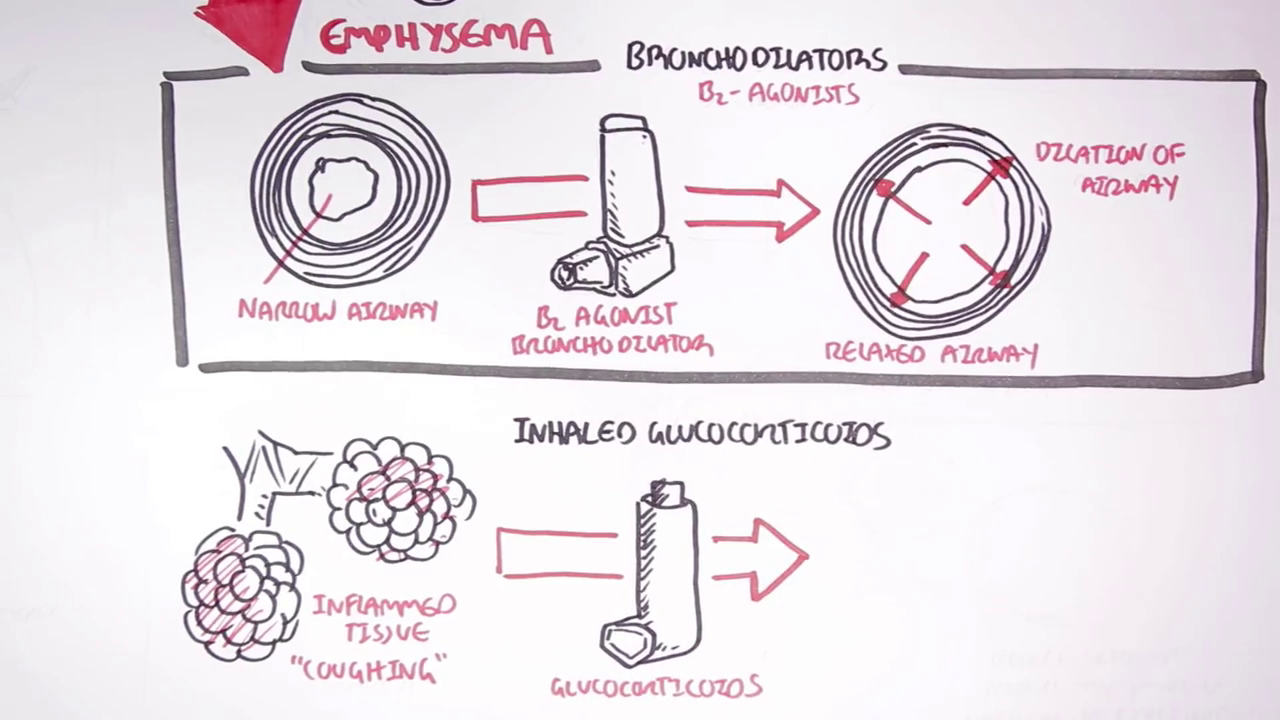 EMPHYSEMA
BRONCHODILATORS
B2-AGONISTS
DILATION OF
AIRWAY
NARROW AIRWAY
B2 AGONIST
BRONCHODILATOR
RELAXED AIRWAY
INHALED GLUCOCORTICOIDS
INFLAMMED
TISSUE
"COUGHING"
GLUCOCORTICOIDS